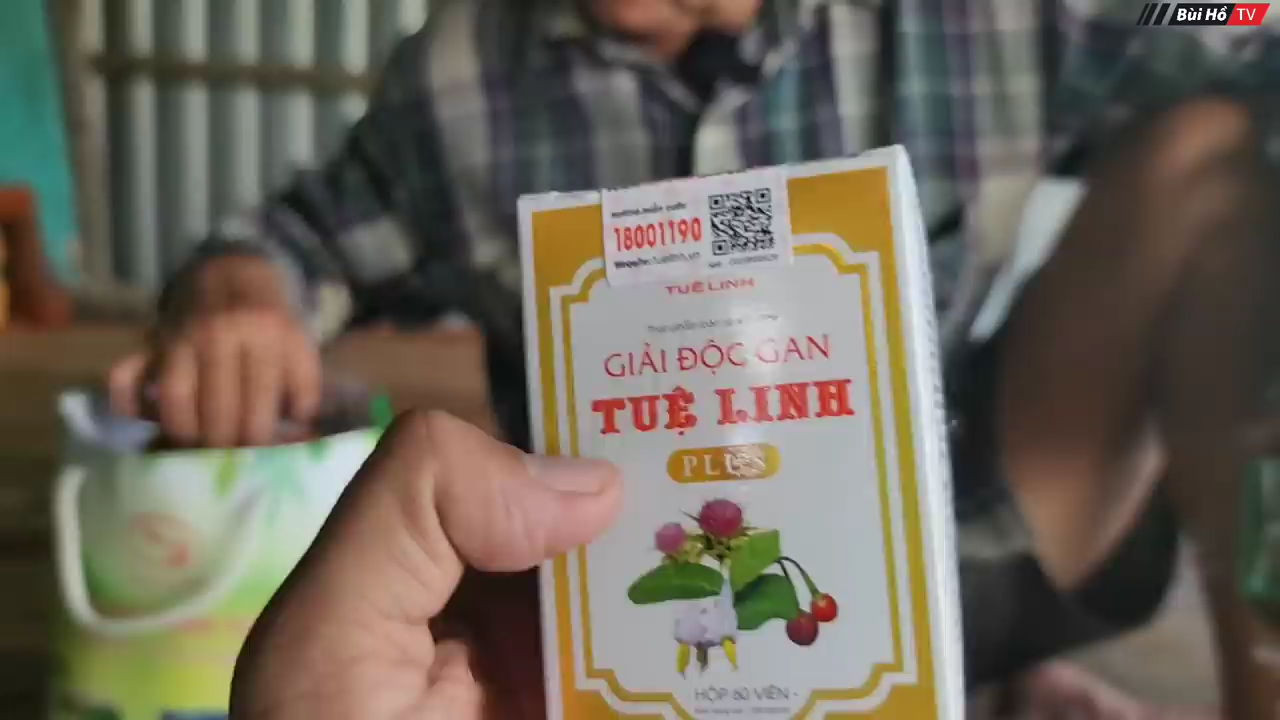 Bùi Hồ TV
18001190
TUỆ LINH
GIẢI ĐỘC GAN
TUỆ LINH
PLUS
HỘP 60 VIÊN